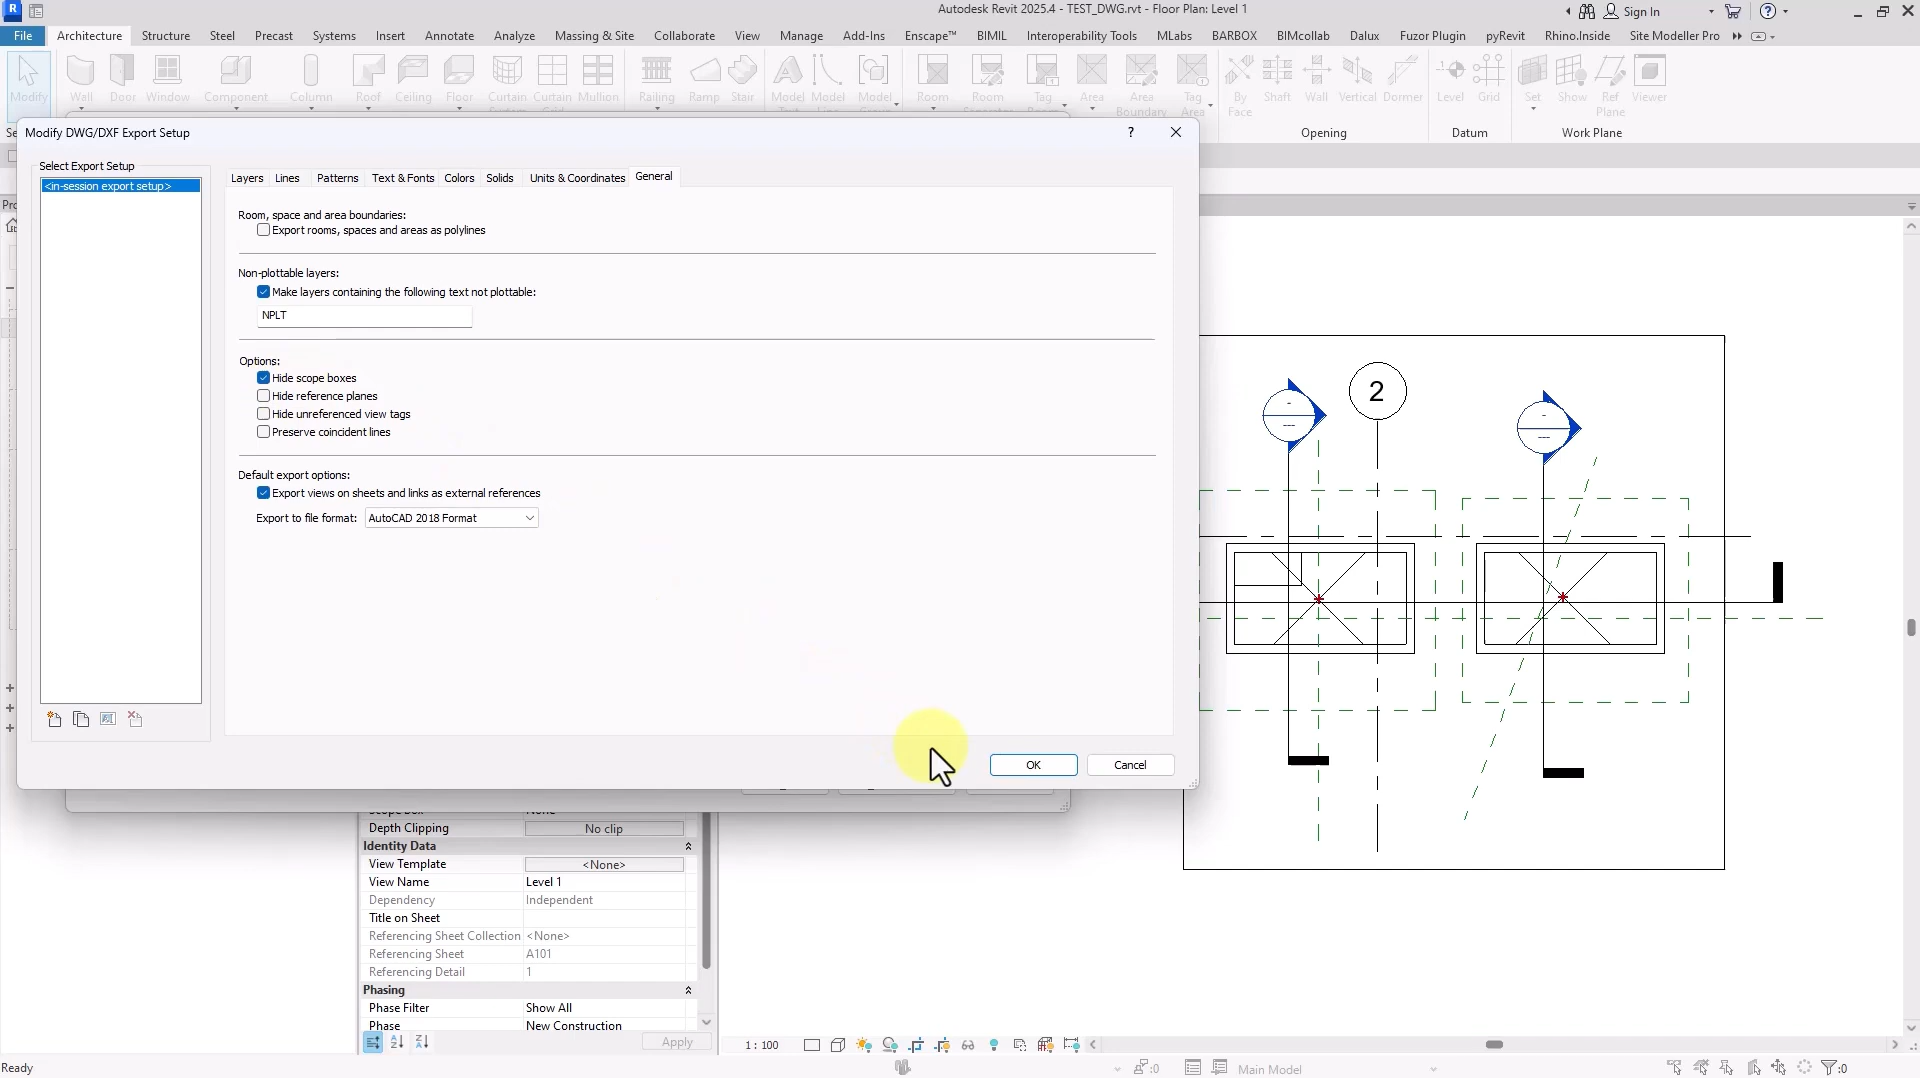 Autodesk Revit 2025.4 - TEST_DWG.rvt - Floor Plan: Level 1
Sign In
File Architecture Structure Steel Precast Systems Insert Annotate Analyze Massing & Site Collaborate View Manage Add-Ins Enscape™ BIMIL Interoperability Tools MLabs BARBOX BIMcollab Dalux Fuzor Plugin pyRevit Rhino.Inside Site Modeller Pro
Modify Wall Door Window Component Column Roof Ceiling Floor Curtain Curtain Mullion Railing Ramp Stair Model Model Model Room Room Tag Area Area Tag By Shaft Wall Vertical Dormer Level Grid Set Show Ref Viewer
Boundary Area Face Plane
Opening Datum Work Plane
Modify DWG/DXF Export Setup
?
Select Export Setup
<in-session export setup>
Layers Lines Patterns Text & Fonts Colors Solids Units & Coordinates General
Room, space and area boundaries:
Export rooms, spaces and areas as polylines
Non-plottable layers:
Make layers containing the following text not plottable:
NPLT
Options:
Hide scope boxes
Hide reference planes
Hide unreferenced view tags
Preserve coincident lines
Default export options:
Export views on sheets and links as external references
Export to file format: AutoCAD 2018 Format
OK Cancel
2
Depth Clipping No clip
Identity Data
View Template <None>
View Name Level 1
Dependency Independent
Title on Sheet
Referencing Sheet Collection <None>
Referencing Sheet A101
Referencing Detail 1
Phasing
Phase Filter Show All
Phase New Construction
Apply
1 : 100
Ready
:0
Main Model
:0